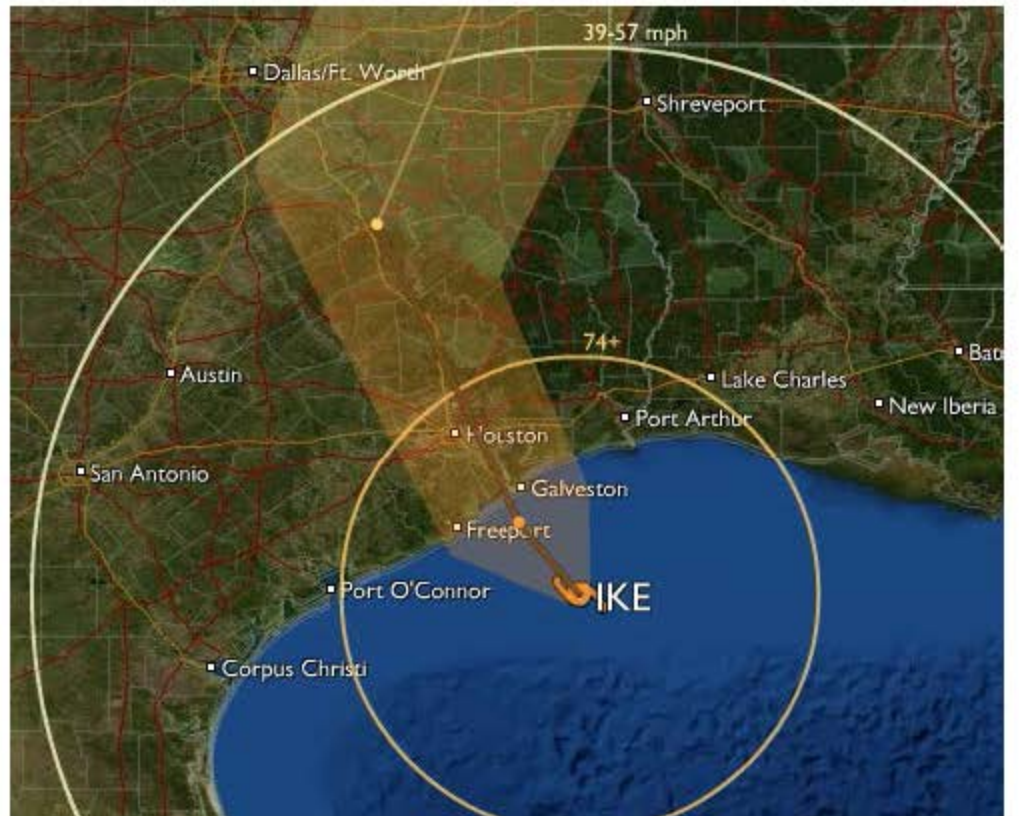 39-57 mph
Dallas/Ft. Worth
Shreveport
74+
Bat
Austin
Lake Charles
New Iberia
Port Arthur
Houston
San Antonio
Galveston
Freeport
Port O'Connor
IKE
Corpus Christi